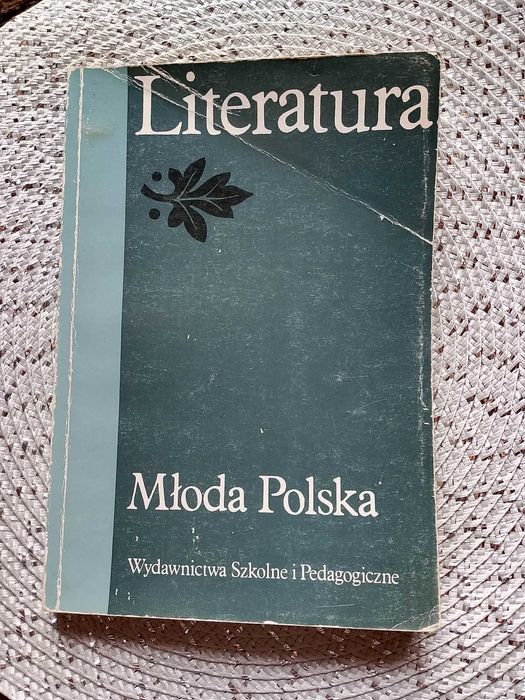 Literatura
Młoda Polska
Wydawnictwa Szkolne i Pedagogiczne